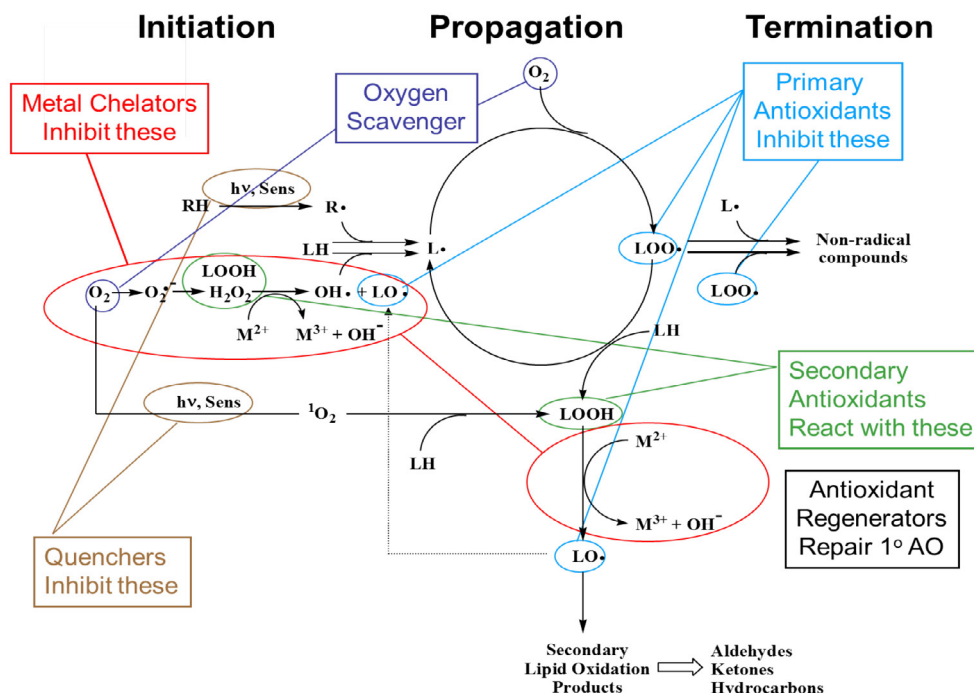 Initiation
Propagation
Termination
Metal Chelators
Inhibit these
Oxygen
Scavenger
O₂
Primary
Antioxidants
Inhibit these
hν, Sens
RH
R•
LH
L•
LOO•
L•
Non-radical
compounds
LOO•
LOOH
O₂
O₂•⁻
H₂O₂
OH• + LO•
M²⁺
M³⁺ + OH⁻
LH
Secondary
Antioxidants
React with these
hν, Sens
¹O₂
LOOH
LH
M²⁺
M³⁺ + OH⁻
Antioxidant
Regenerators
Repair 1º AO
Quenchers
Inhibit these
LO•
Secondary
Lipid Oxidation
Products
Aldehydes
Ketones
Hydrocarbons